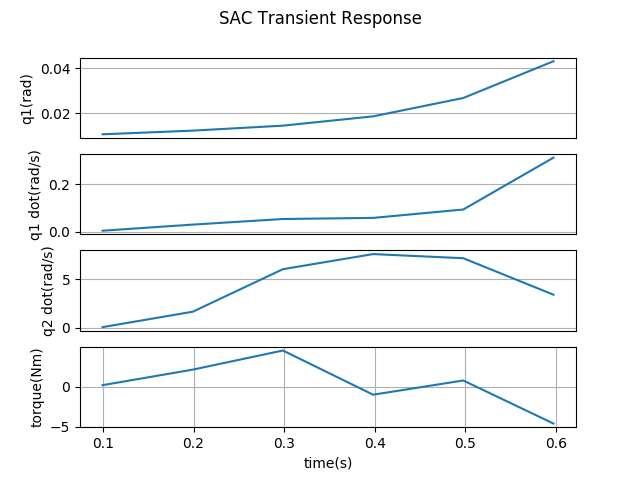 SAC Transient Response
0.04
0.02
q1(rad)
0.2
0.0
q1 dot(rad/s)
5
0
q2 dot(rad/s)
0
−5
torque(Nm)
0.1 0.2 0.3 0.4 0.5 0.6
time(s)